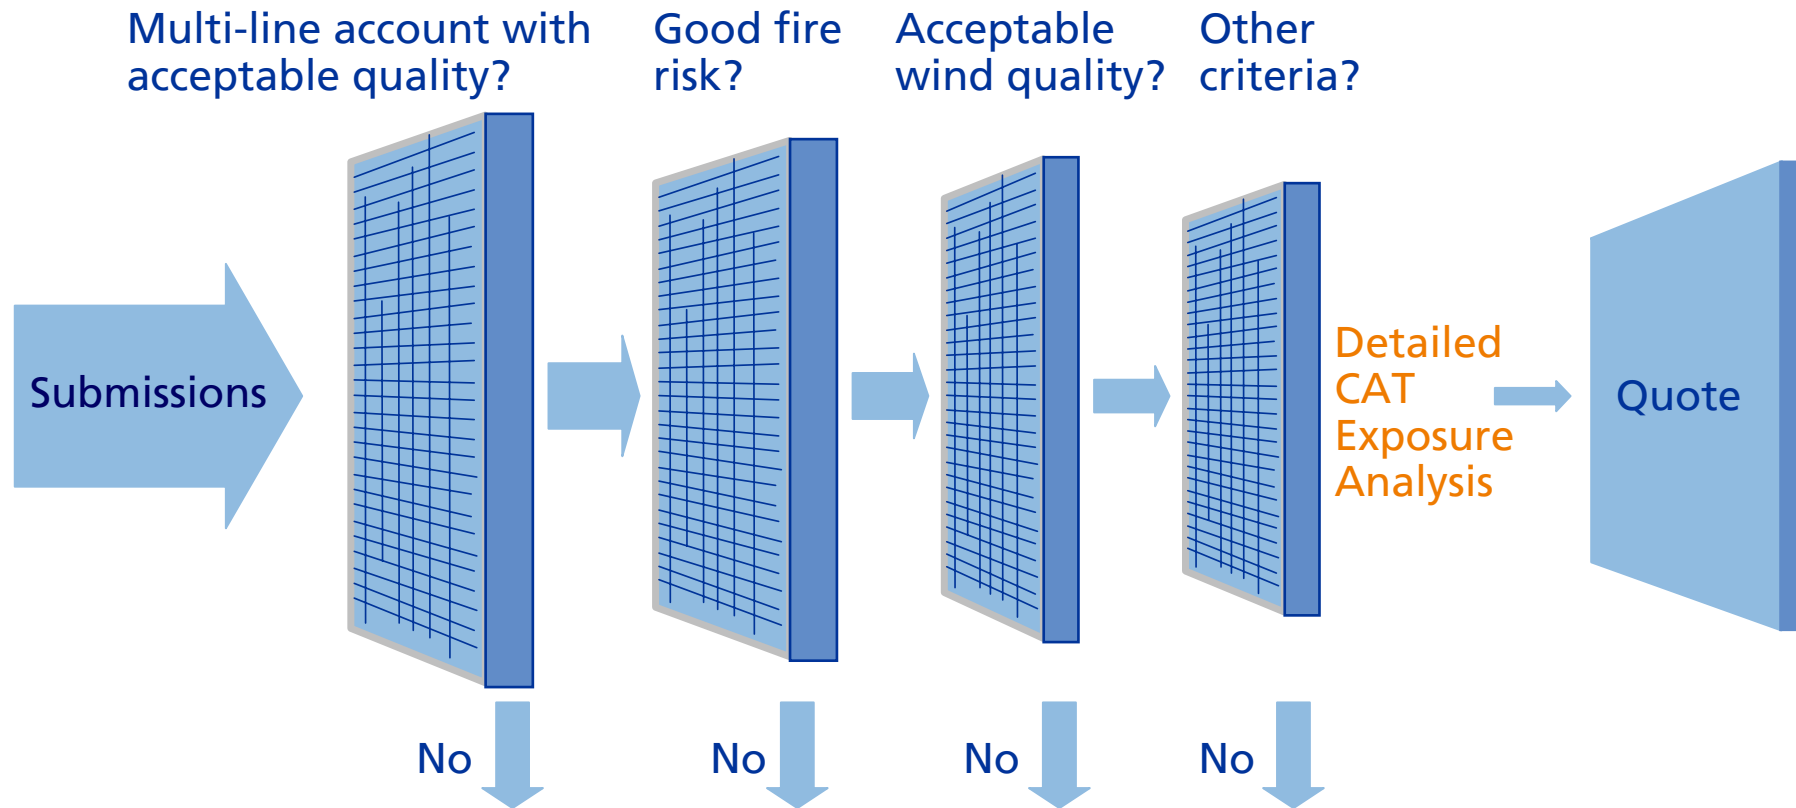 Multi-line account with
acceptable quality?
Good fire
risk?
Acceptable
wind quality?
Other
criteria?
Submissions
Detailed
CAT
Exposure
Analysis
Quote
No
No
No
No